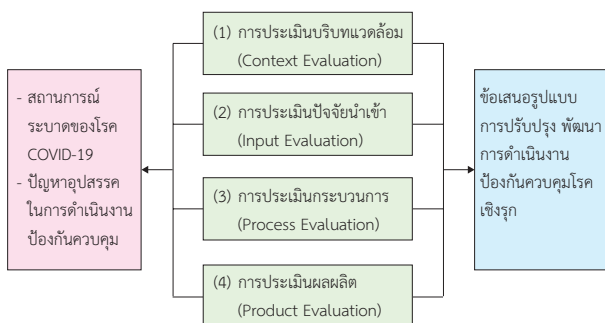 - สถานการณ์
ระบาดของโรค
COVID-19
- ปัญหาอุปสรรค
ในการดำเนินงาน
ป้องกันควบคุม
(1) การประเมินบริบทแวดล้อม
(Context Evaluation)
(2) การประเมินปัจจัยนำเข้า
(Input Evaluation)
(3) การประเมินกระบวนการ
(Process Evaluation)
(4) การประเมินผลผลิต
(Product Evaluation)
ข้อเสนอรูปแบบ
การปรับปรุง พัฒนา
การดำเนินงาน
ป้องกันควบคุมโรค
เชิงรุก